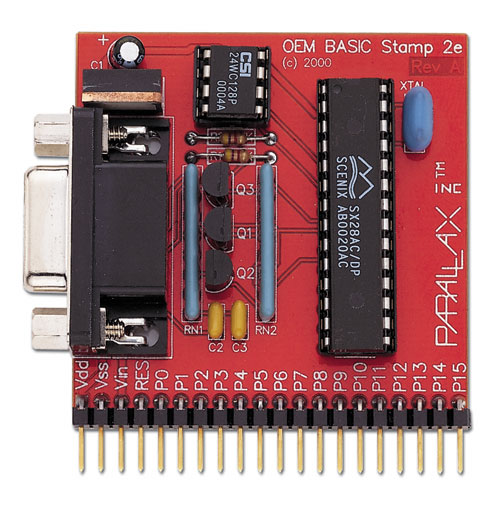 OEM BASIC Stamp 2e
(c) 2000
Rev A
C1
+
CSI
24WC128P
0004A
XTAL
SX28AC/DP
SCENIX
AB0020AC
PARALLAX INC™
Q3
Q1
Q2
RN1
RN2
C2
C3
Vdd
Vss
Vin
RES
P0
P1
P2
P3
P4
P5
P6
P7
P8
P9
P10
P11
P12
P13
P14
P15